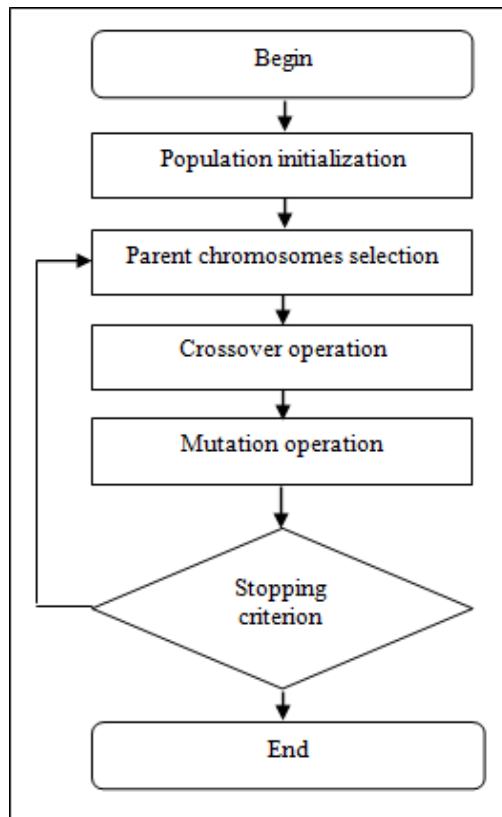 Begin
Population initialization
Parent chromosomes selection
Crossover operation
Mutation operation
Stopping
criterion
End